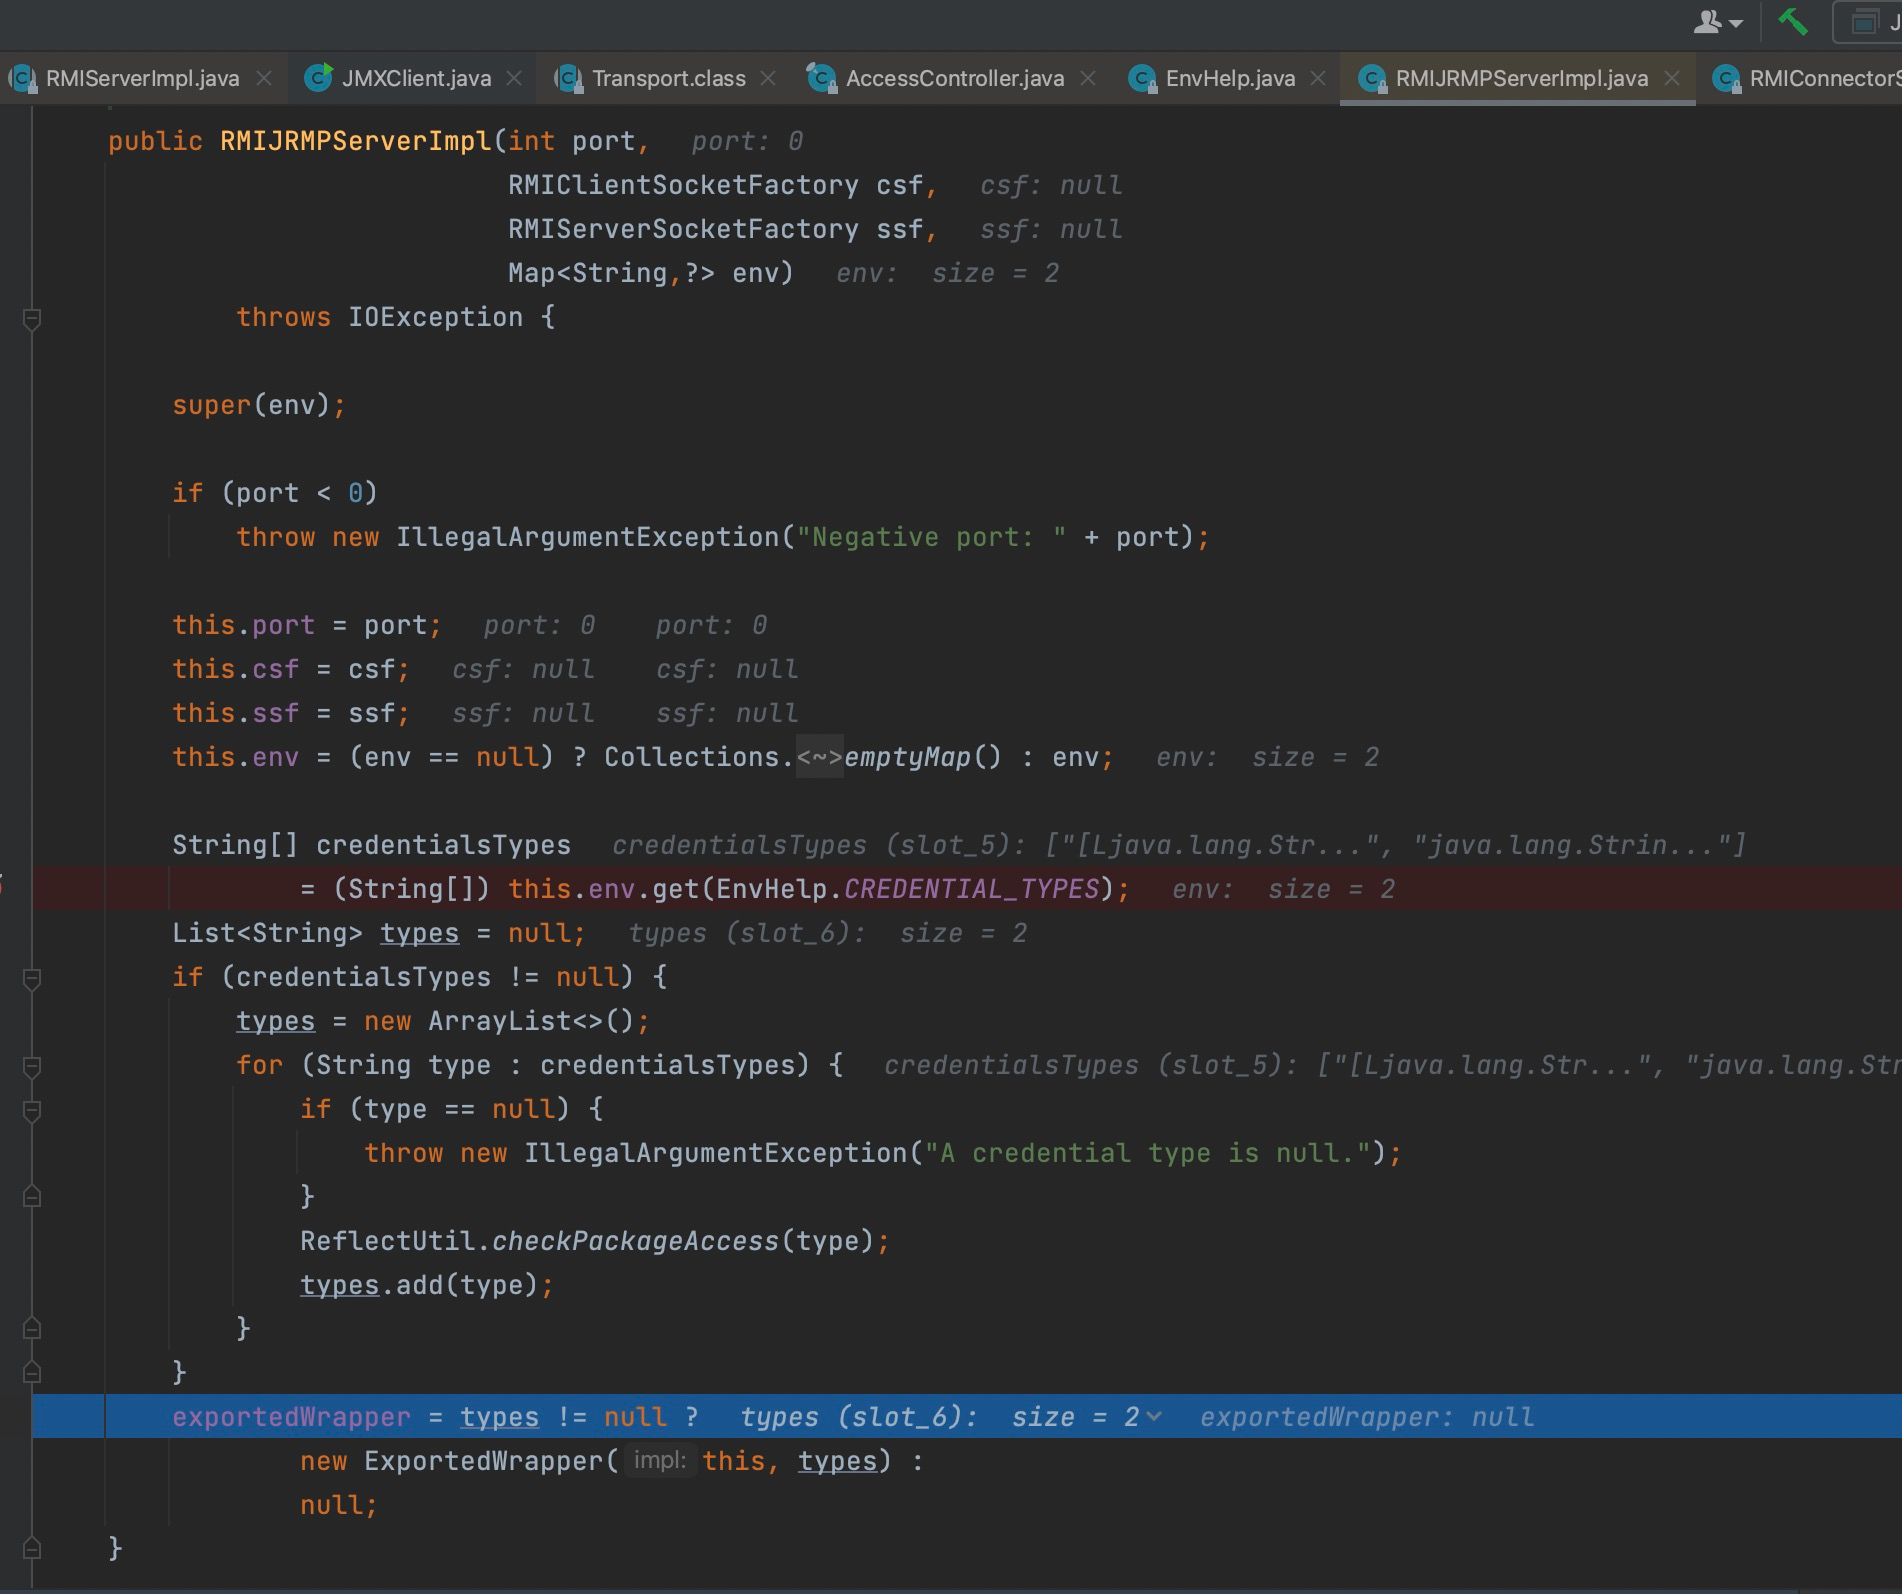 J
RMIServerImpl.java JMXClient.java Transport.class AccessController.java EnvHelp.java RMIJRMPServerImpl.java RMIConnectorS
public RMIJRMPServerImpl(int port, port: 0
RMIClientSocketFactory csf, csf: null
RMIServerSocketFactory ssf, ssf: null
Map<String,?> env) env: size = 2
throws IOException {
super(env);
if (port < 0)
throw new IllegalArgumentException("Negative port: " + port);
this.port = port; port: 0 port: 0
this.csf = csf; csf: null csf: null
this.ssf = ssf; ssf: null ssf: null
this.env = (env == null) ? Collections.<~>emptyMap() : env; env: size = 2
String[] credentialsTypes credentialsTypes (slot_5): ["[Ljava.lang.Str...", "java.lang.Strin..."]
= (String[]) this.env.get(EnvHelp.CREDENTIAL_TYPES); env: size = 2
List<String> types = null; types (slot_6): size = 2
if (credentialsTypes != null) {
types = new ArrayList<>();
for (String type : credentialsTypes) { credentialsTypes (slot_5): ["[Ljava.lang.Str...", "java.lang.Str
if (type == null) {
throw new IllegalArgumentException("A credential type is null.");
}
ReflectUtil.checkPackageAccess(type);
types.add(type);
}
}
exportedWrapper = types != null ? types (slot_6): size = 2 exportedWrapper: null
new ExportedWrapper( impl: this, types) :
null;
}